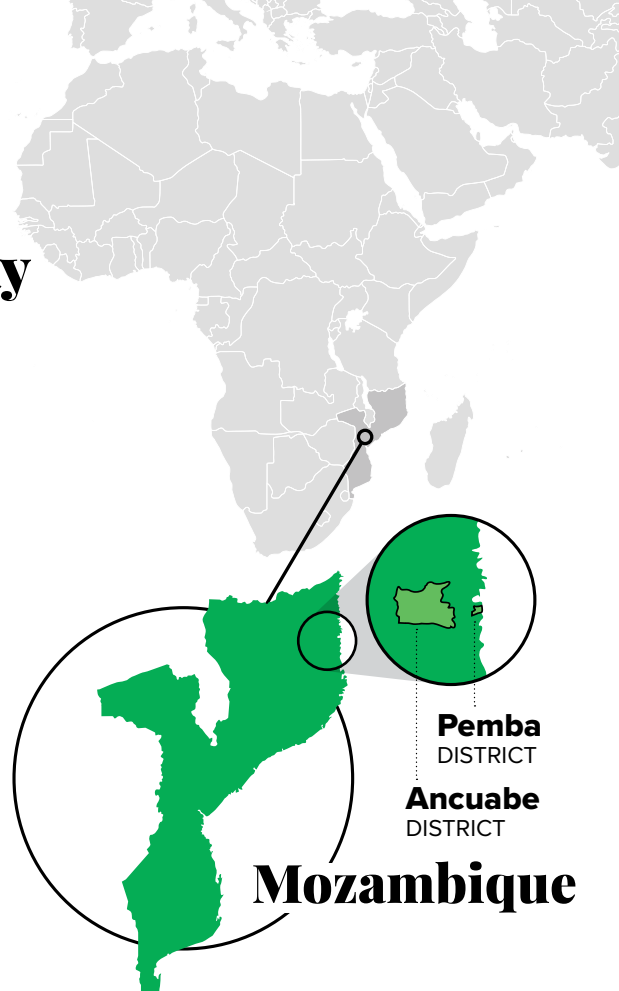 y
Pemba
DISTRICT
Ancuabe
DISTRICT
Mozambique